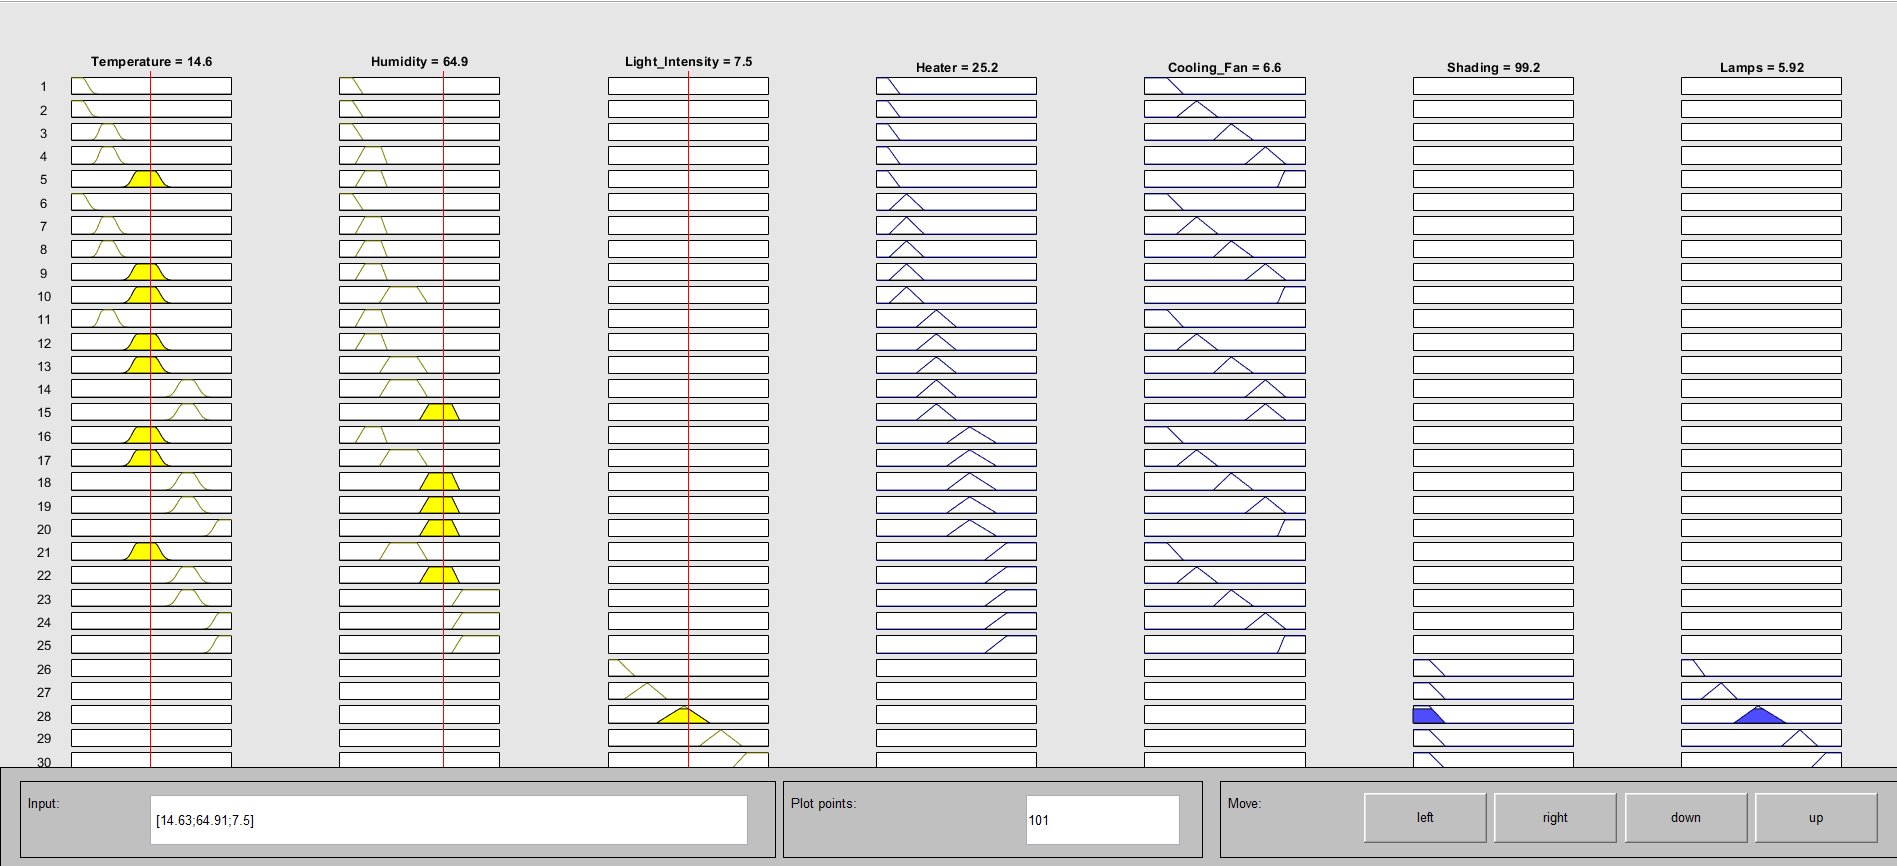 Temperature = 14.6
Humidity = 64.9
Light_Intensity = 7.5
Heater = 25.2
Cooling_Fan = 6.6
Shading = 99.2
Lamps = 5.92
1
2
3
4
5
6
7
8
9
10
11
12
13
14
15
16
17
18
19
20
21
22
23
24
25
26
27
28
29
30
Input:
[14.63;64.91;7.5]
Plot points:
101
Move:
left
right
down
up